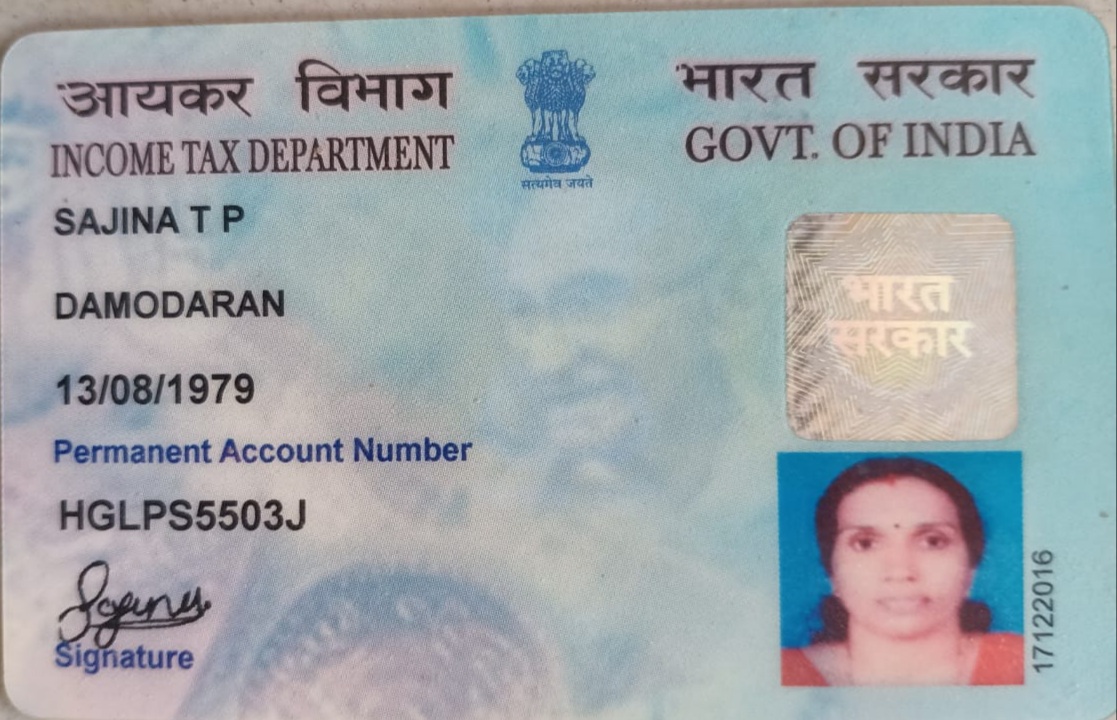 आयकर विभाग
INCOME TAX DEPARTMENT
सत्यमेव जयते
भारत सरकार
GOVT. OF INDIA
SAJINA T P
DAMODARAN
13/08/1979
Permanent Account Number
HGLPS5503J
Signature
भारत
सरकार
17122016